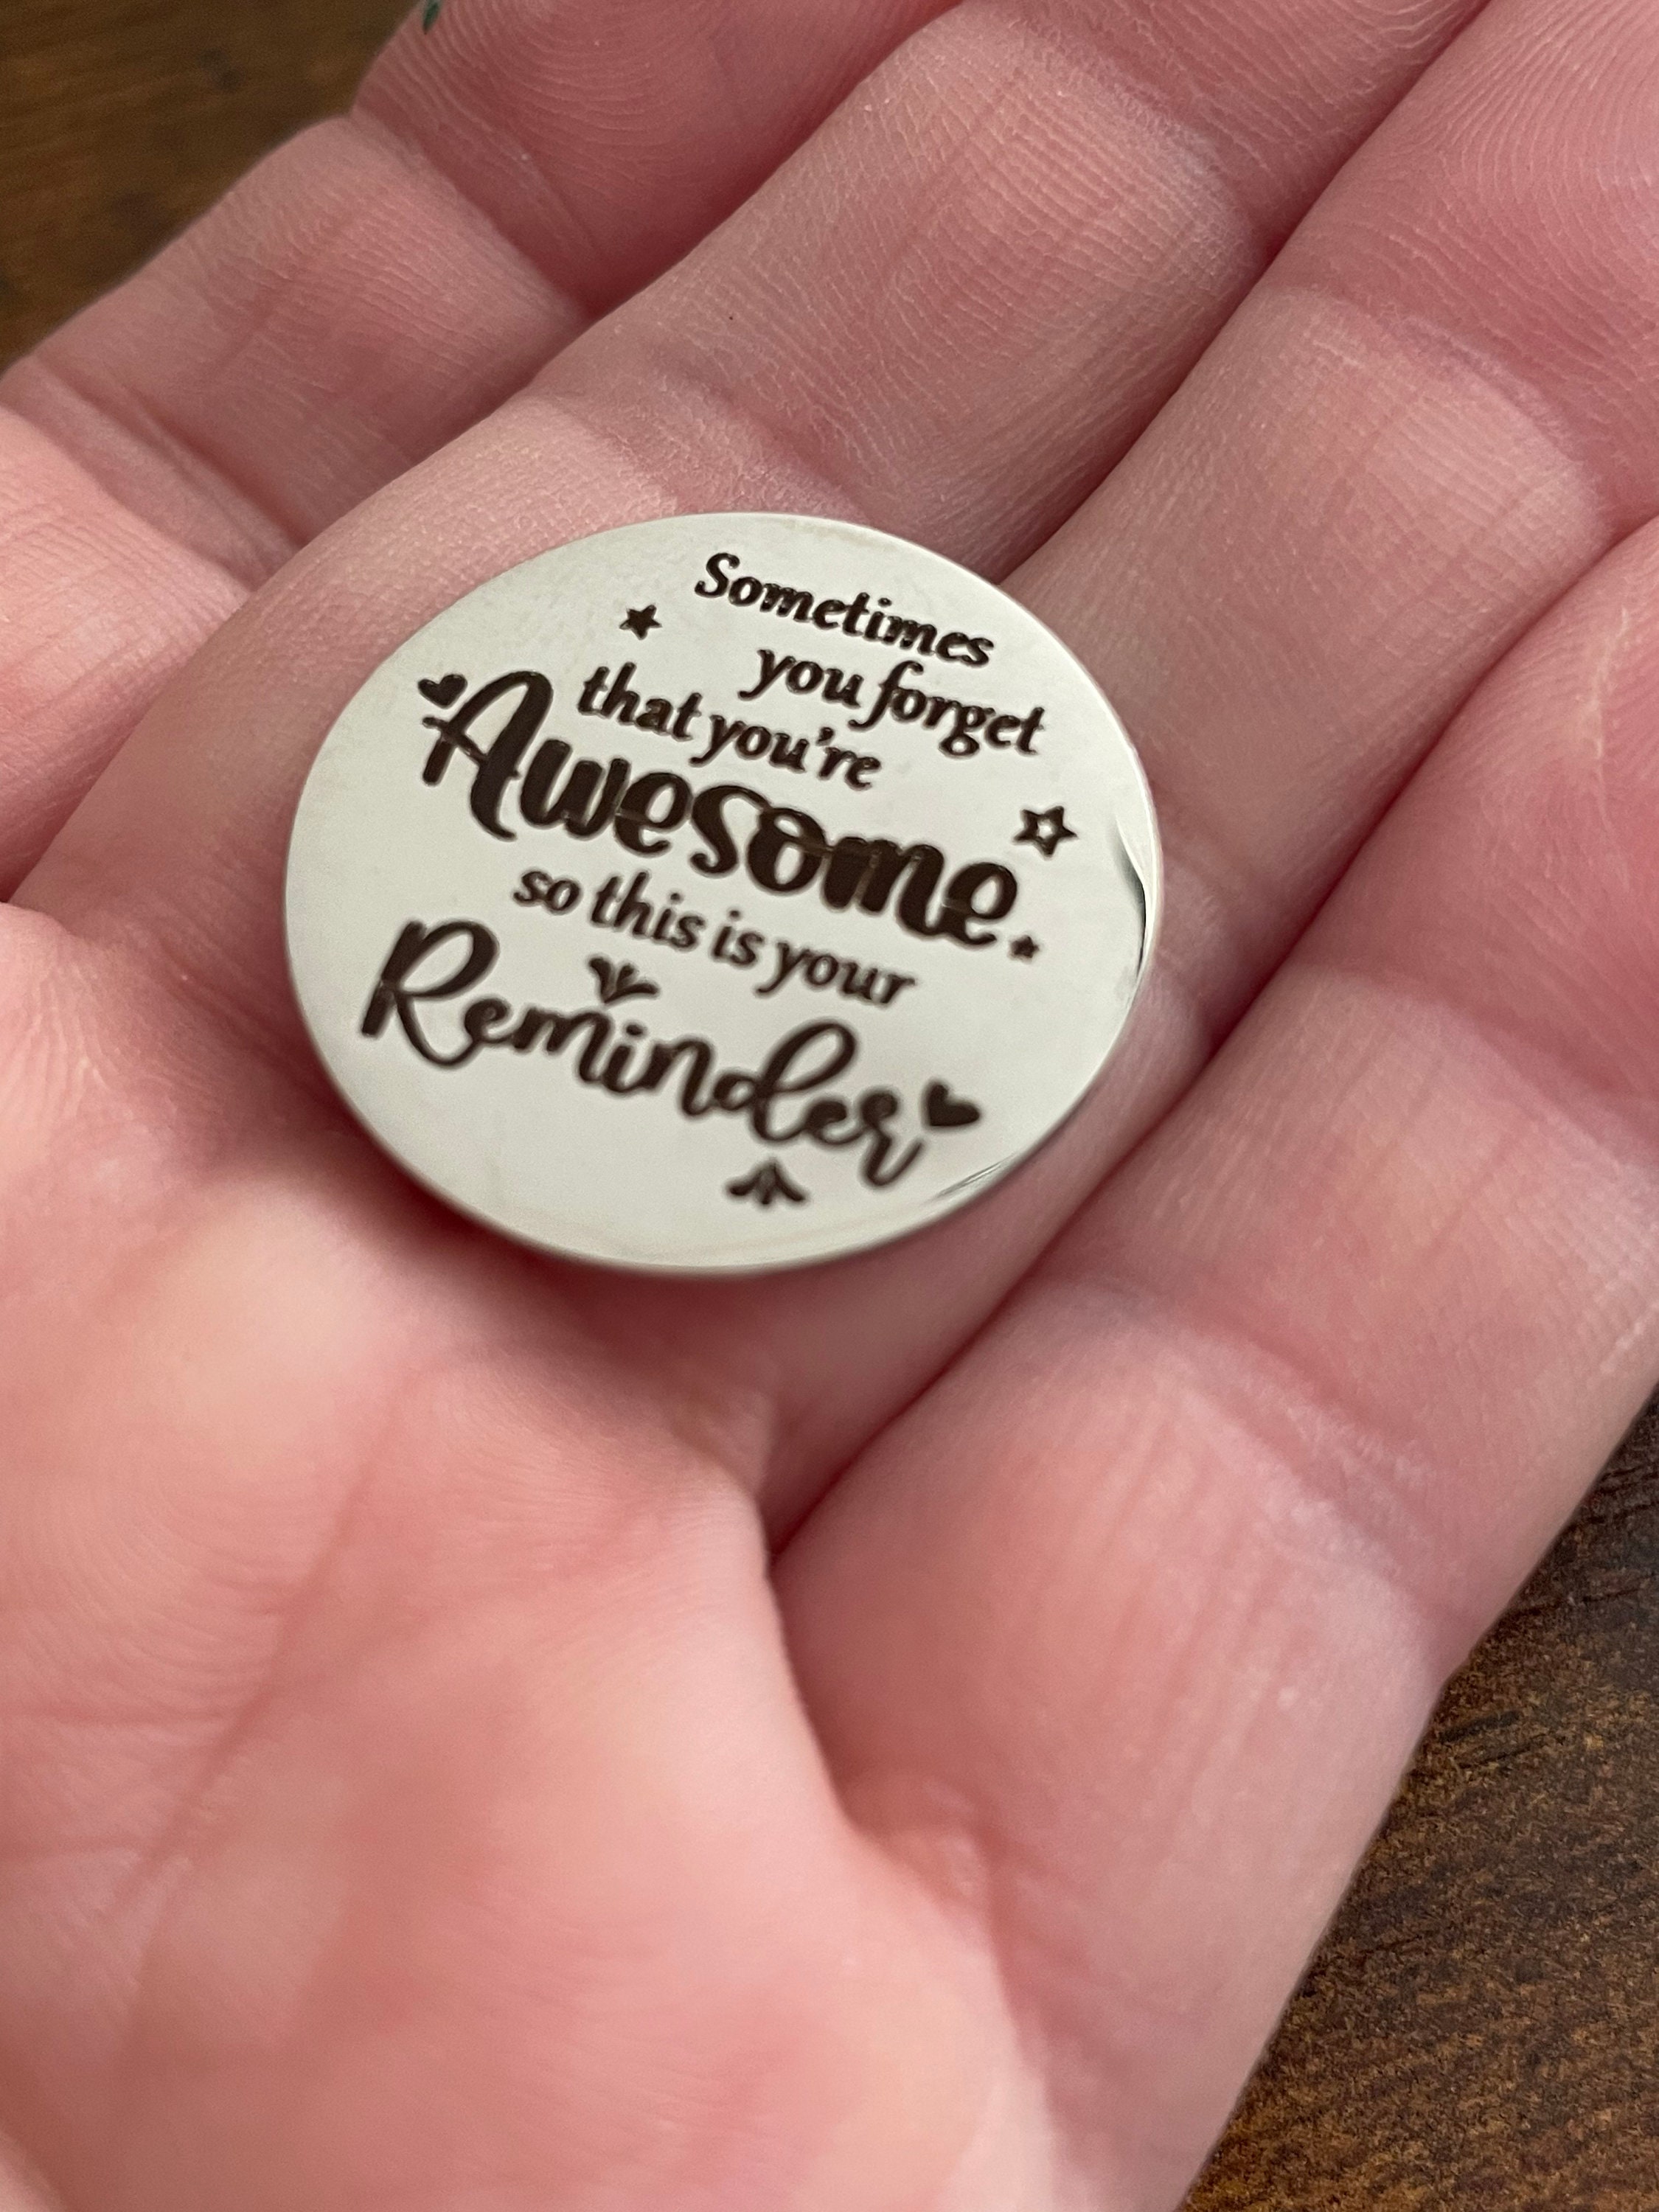 Sometimes
you forget
that you're
Awesome
so this is your
Reminder